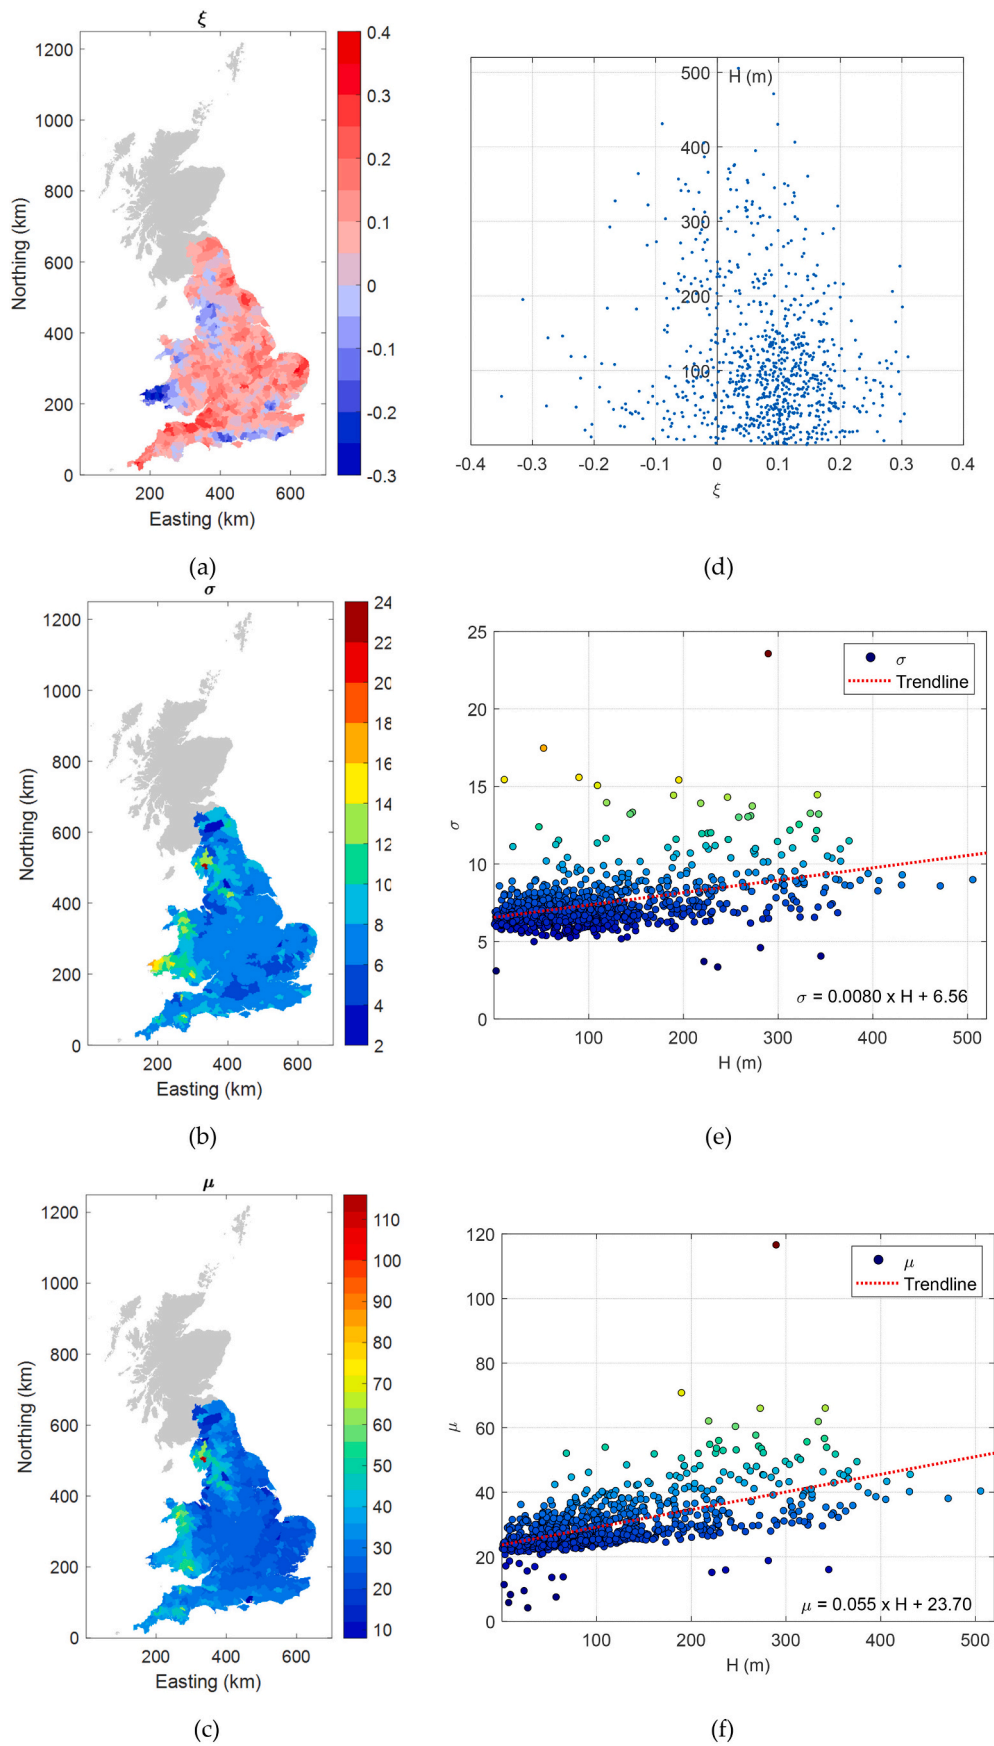 ξ
1200
1000
800
600
400
200
0
Northing (km)
200 400 600
Easting (km)
0.4
0.3
0.2
0.1
0
-0.1
-0.2
-0.3
(a)
H (m)
500
400
300
200
100
-0.4 -0.3 -0.2 -0.1 0 0.1 0.2 0.3 0.4
ξ
(d)
σ
1200
1000
800
600
400
200
0
Northing (km)
200 400 600
Easting (km)
24
22
20
18
16
14
12
10
8
6
4
2
(b)
25
20
15
10
5
0
σ
σ
Trendline
σ = 0.0080 x H + 6.56
100 200 300 400 500
H (m)
(e)
μ
1200
1000
800
600
400
200
0
Northing (km)
200 400 600
Easting (km)
110
100
90
80
70
60
50
40
30
20
10
(c)
120
100
80
60
40
20
0
μ
μ
Trendline
μ = 0.055 x H + 23.70
100 200 300 400 500
H (m)
(f)